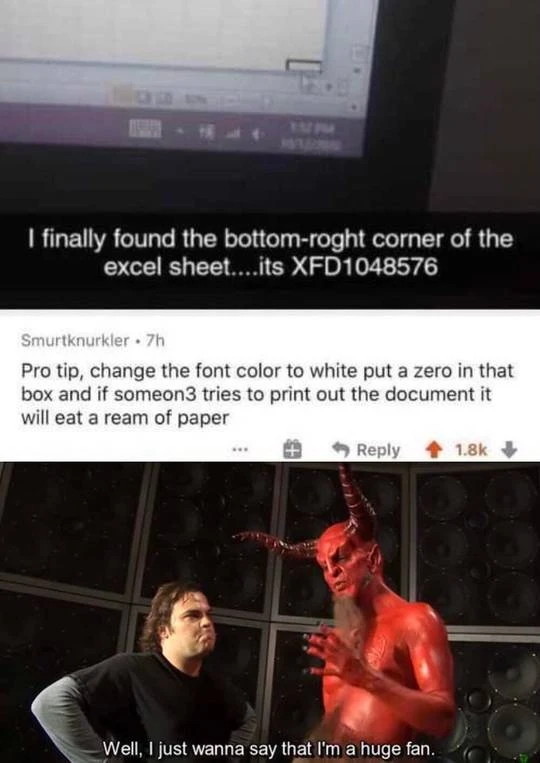 I finally found the bottom-roght corner of the
excel sheet....its XFD1048576
Smurtknurkler • 7h
Pro tip, change the font color to white put a zero in that
box and if someon3 tries to print out the document it
will eat a ream of paper
Reply 1.8k
Well, I just wanna say that I'm a huge fan.